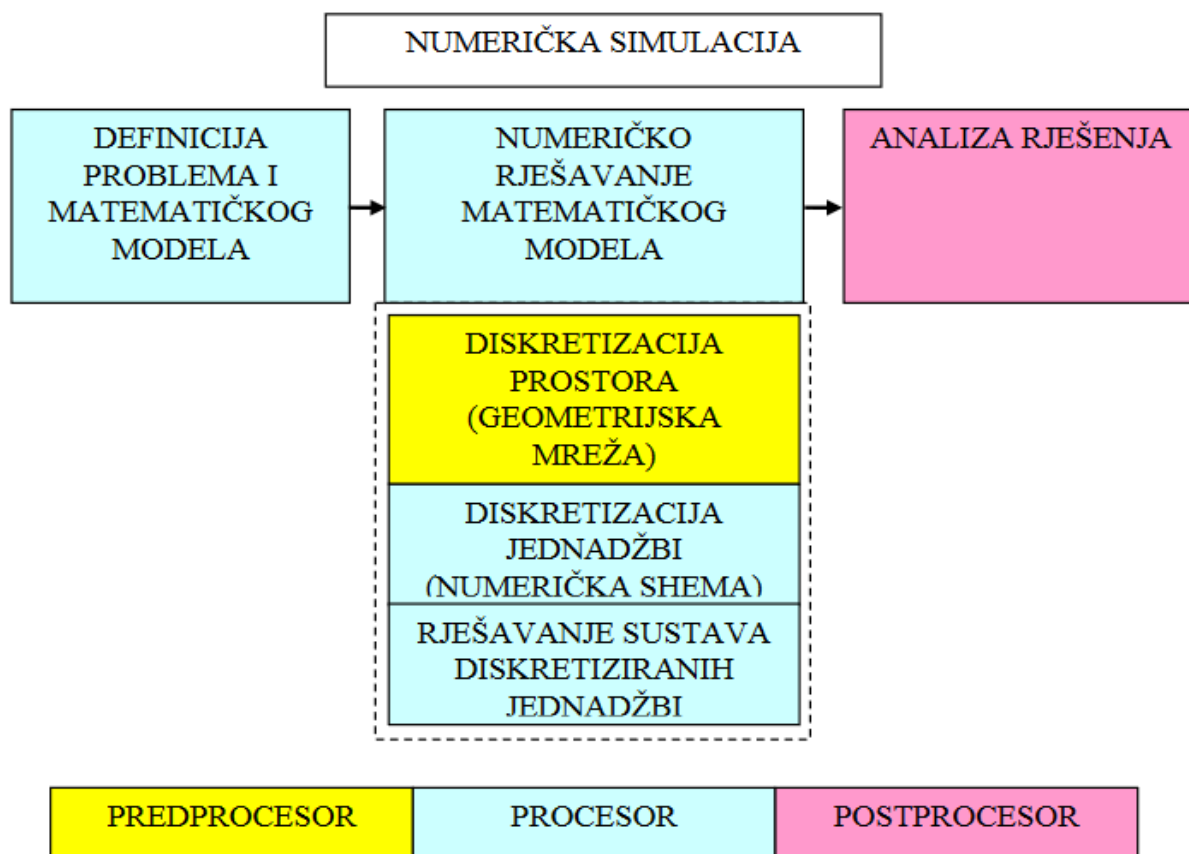 NUMERIČKA SIMULACIJA
DEFINICIJA
PROBLEMA I
MATEMATIČKOG
MODELA
NUMERIČKO
RJEŠAVANJE
MATEMATIČKOG
MODELA
ANALIZA RJEŠENJA
DISKRETIZACIJA
PROSTORA
(GEOMETRIJSKA
MREŽA)
DISKRETIZACIJA
JEDNADŽBI
(NUMERIČKA SHEMA)
RJEŠAVANJE SUSTAVA
DISKRETIZIRANIH
JEDNADŽBI
PREDPROCESOR
PROCESOR
POSTPROCESOR